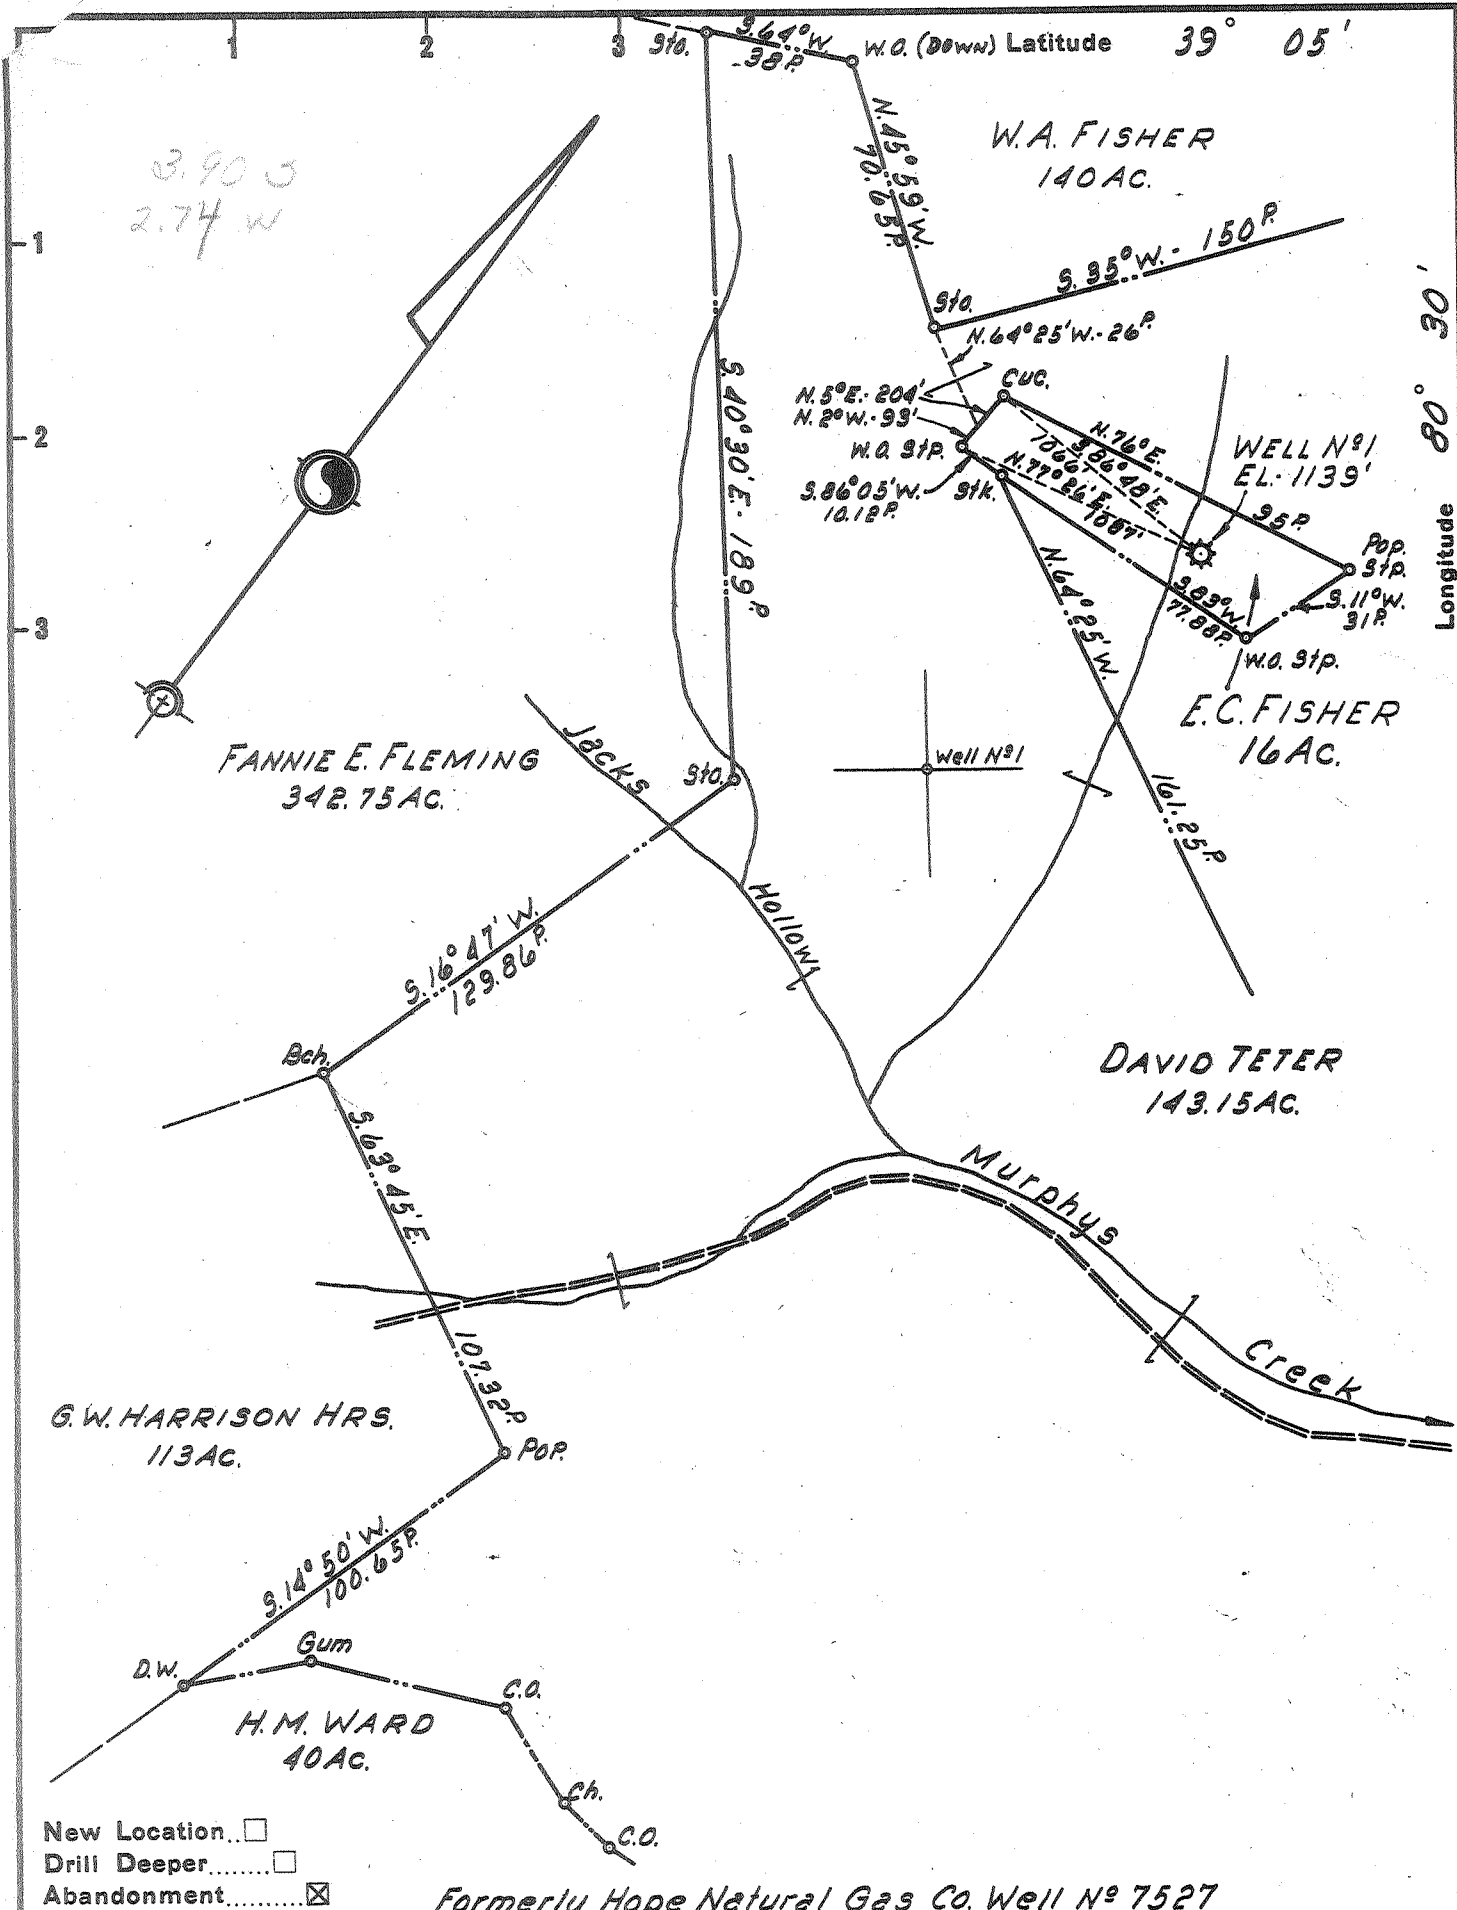 1 2 3
Sto. S.64°W. W.O. (DOWN) Latitude 39° 05'
38P.
3.90 S
2.74 W
N.45°59'W.
70.65P.
W.A. FISHER
140 AC.
1
S.35°W. - 150P.
Sto.
N.64°25'W. - 26P.
Longitude 80° 30'
Cuc.
N.5°E. - 204'
N.2°W. - 99'
2
W.O. Stp.
N.76°E.
95P.
S.86°48'E.
1066'
WELL Nº1
EL. - 1139'
N.77°26'E.
1087'
S.86°05'W.
10.12P.
Stk.
Pop.
Stp.
S.40°30'E. - 189P.
S.83°W.
77.88P.
S.11°W.
31P.
3
W.O. Stp.
N.64°25'W.
161.25P.
E.C. FISHER
16 AC.
FANNIE E. FLEMING
342.75 AC.
Jacks
Sto.
Well Nº1
Hollow
S.16°47'W.
129.86P.
Bch.
DAVID TETER
143.15 AC.
S.63°45'E.
107.32P.
Murphys
Creek
G.W. HARRISON HRS.
113 AC.
Pop.
S.14°50'W.
100.65P.
D.W.
Gum
C.O.
H.M. WARD
40 AC.
Ch.
C.O.
New Location..
Drill Deeper........
Abandonment.......... ☒
Formerly Hope Natural Gas Co. Well Nº 7527